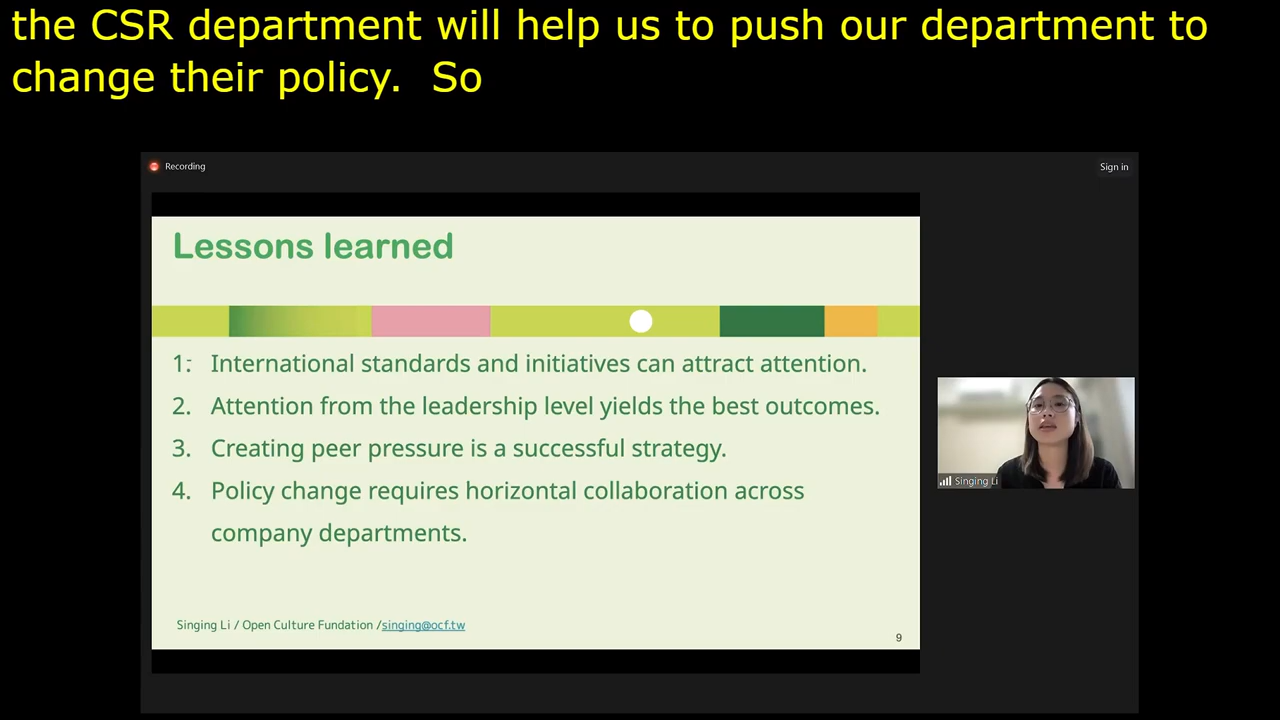 the CSR department will help us to push our department to
change their policy.  So
Recording
Sign in
Lessons learned
1. International standards and initiatives can attract attention.
2. Attention from the leadership level yields the best outcomes.
3. Creating peer pressure is a successful strategy.
4. Policy change requires horizontal collaboration across
company departments.
Singing Li
Singing Li / Open Culture Fundation /singing@ocf.tw
9